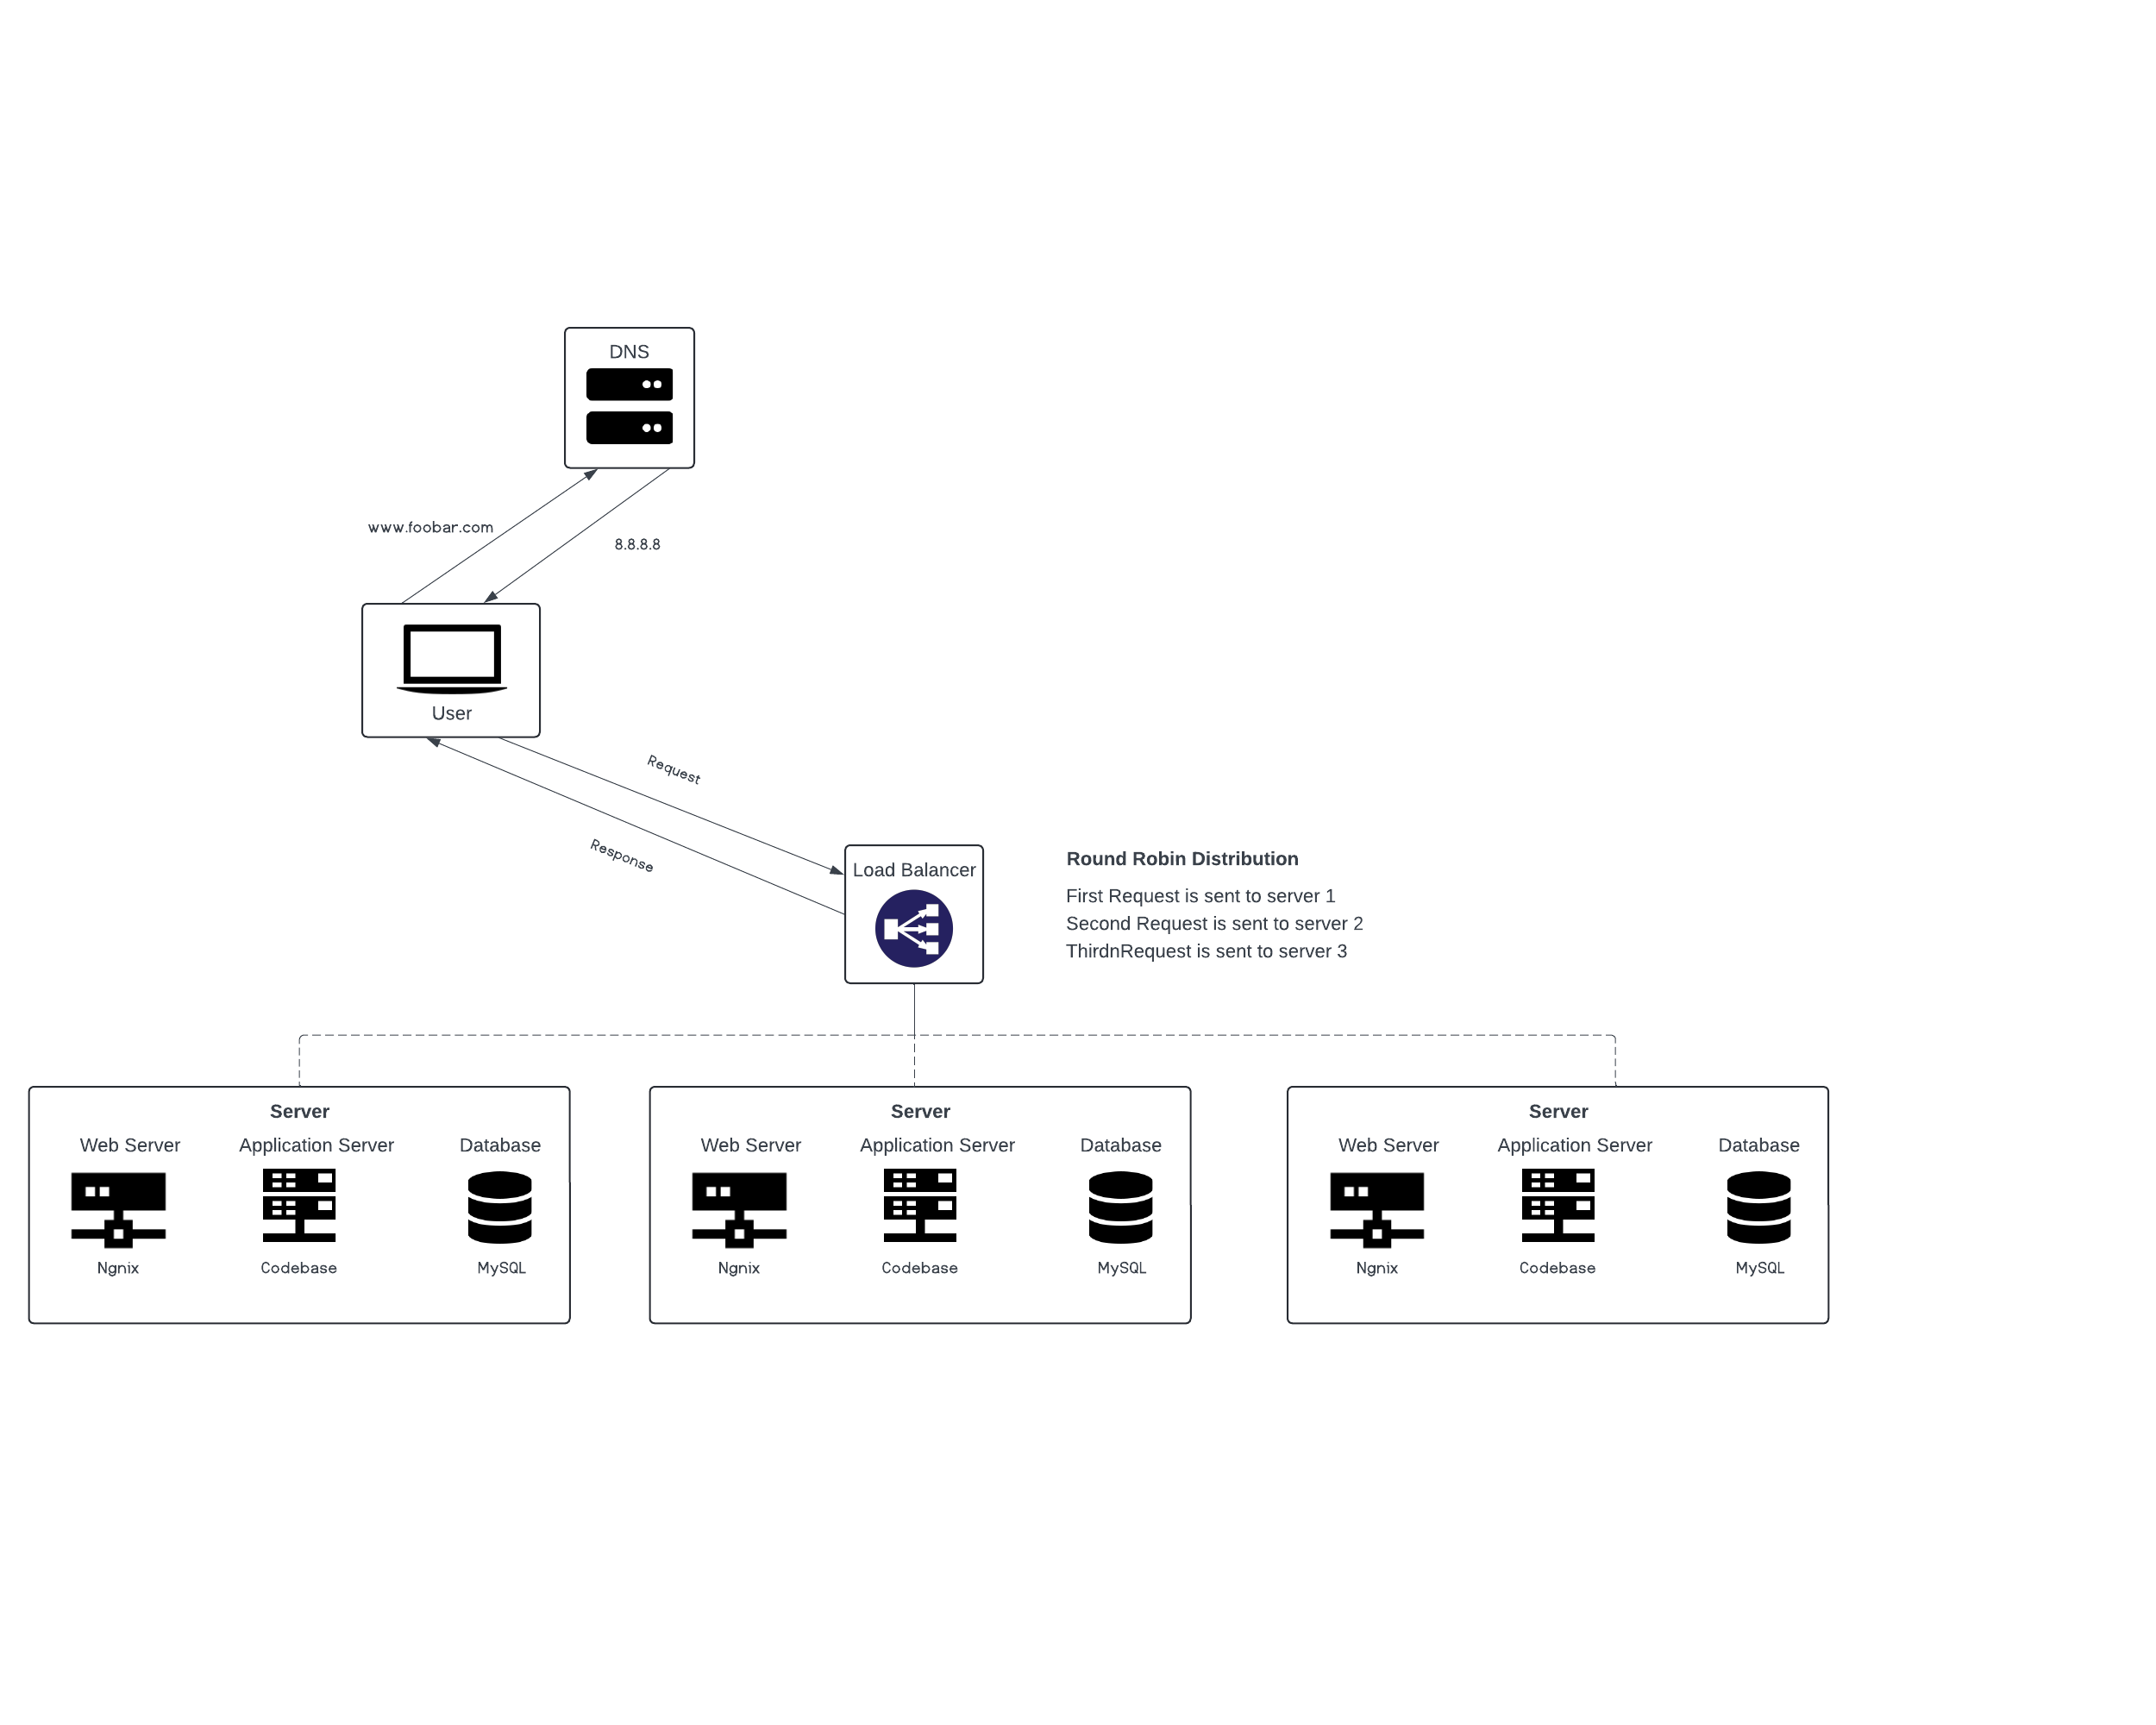 DNS
www.foobar.com
8.8.8.8
User
Request
Response
Load Balancer
Round Robin Distribution
First Request is sent to server 1
Second Request is sent to server 2
ThirdnRequest is sent to server 3
Server
Web Server
Application Server
Database
Ngnix
Codebase
MySQL
Server
Web Server
Application Server
Database
Ngnix
Codebase
MySQL
Server
Web Server
Application Server
Database
Ngnix
Codebase
MySQL